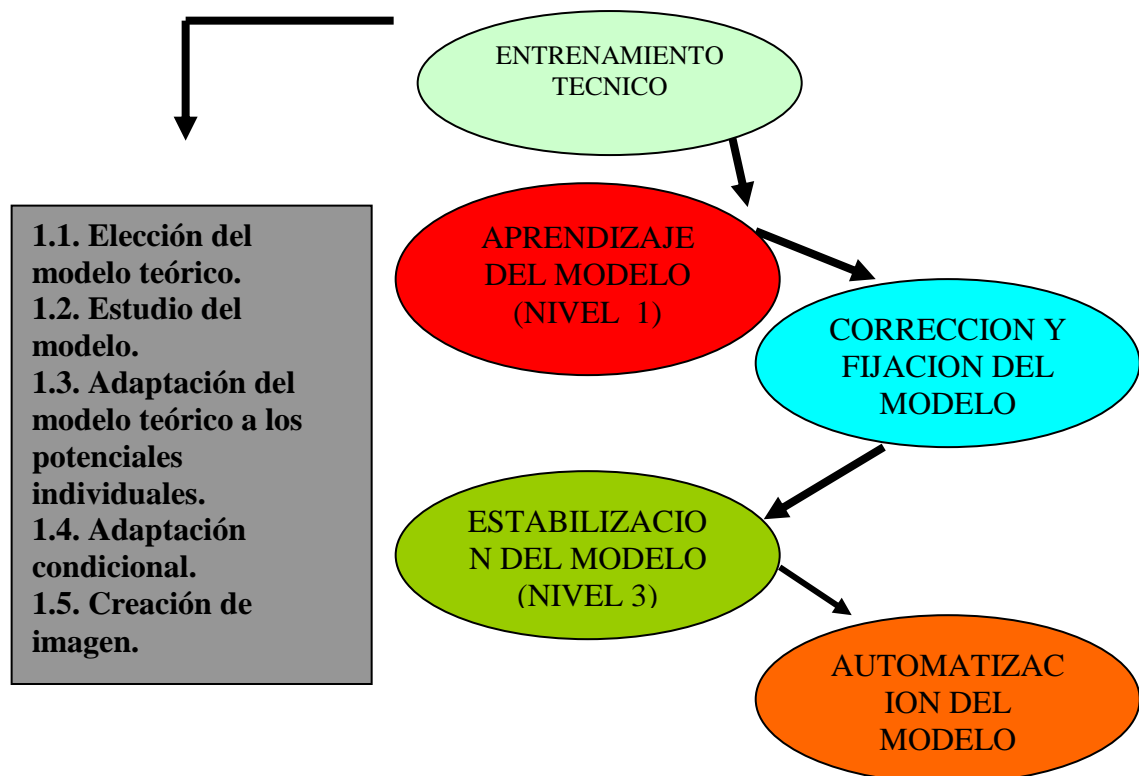 ENTRENAMIENTO
TECNICO
APRENDIZAJE
DEL MODELO
(NIVEL 1)
CORRECCION Y
FIJACION DEL
MODELO
ESTABILIZACIO
N DEL MODELO
(NIVEL 3)
AUTOMATIZAC
ION DEL
MODELO
1.1. Elección del
modelo teórico.
1.2. Estudio del
modelo.
1.3. Adaptación del
modelo teórico a los
potenciales
individuales.
1.4. Adaptación
condicional.
1.5. Creación de
imagen.